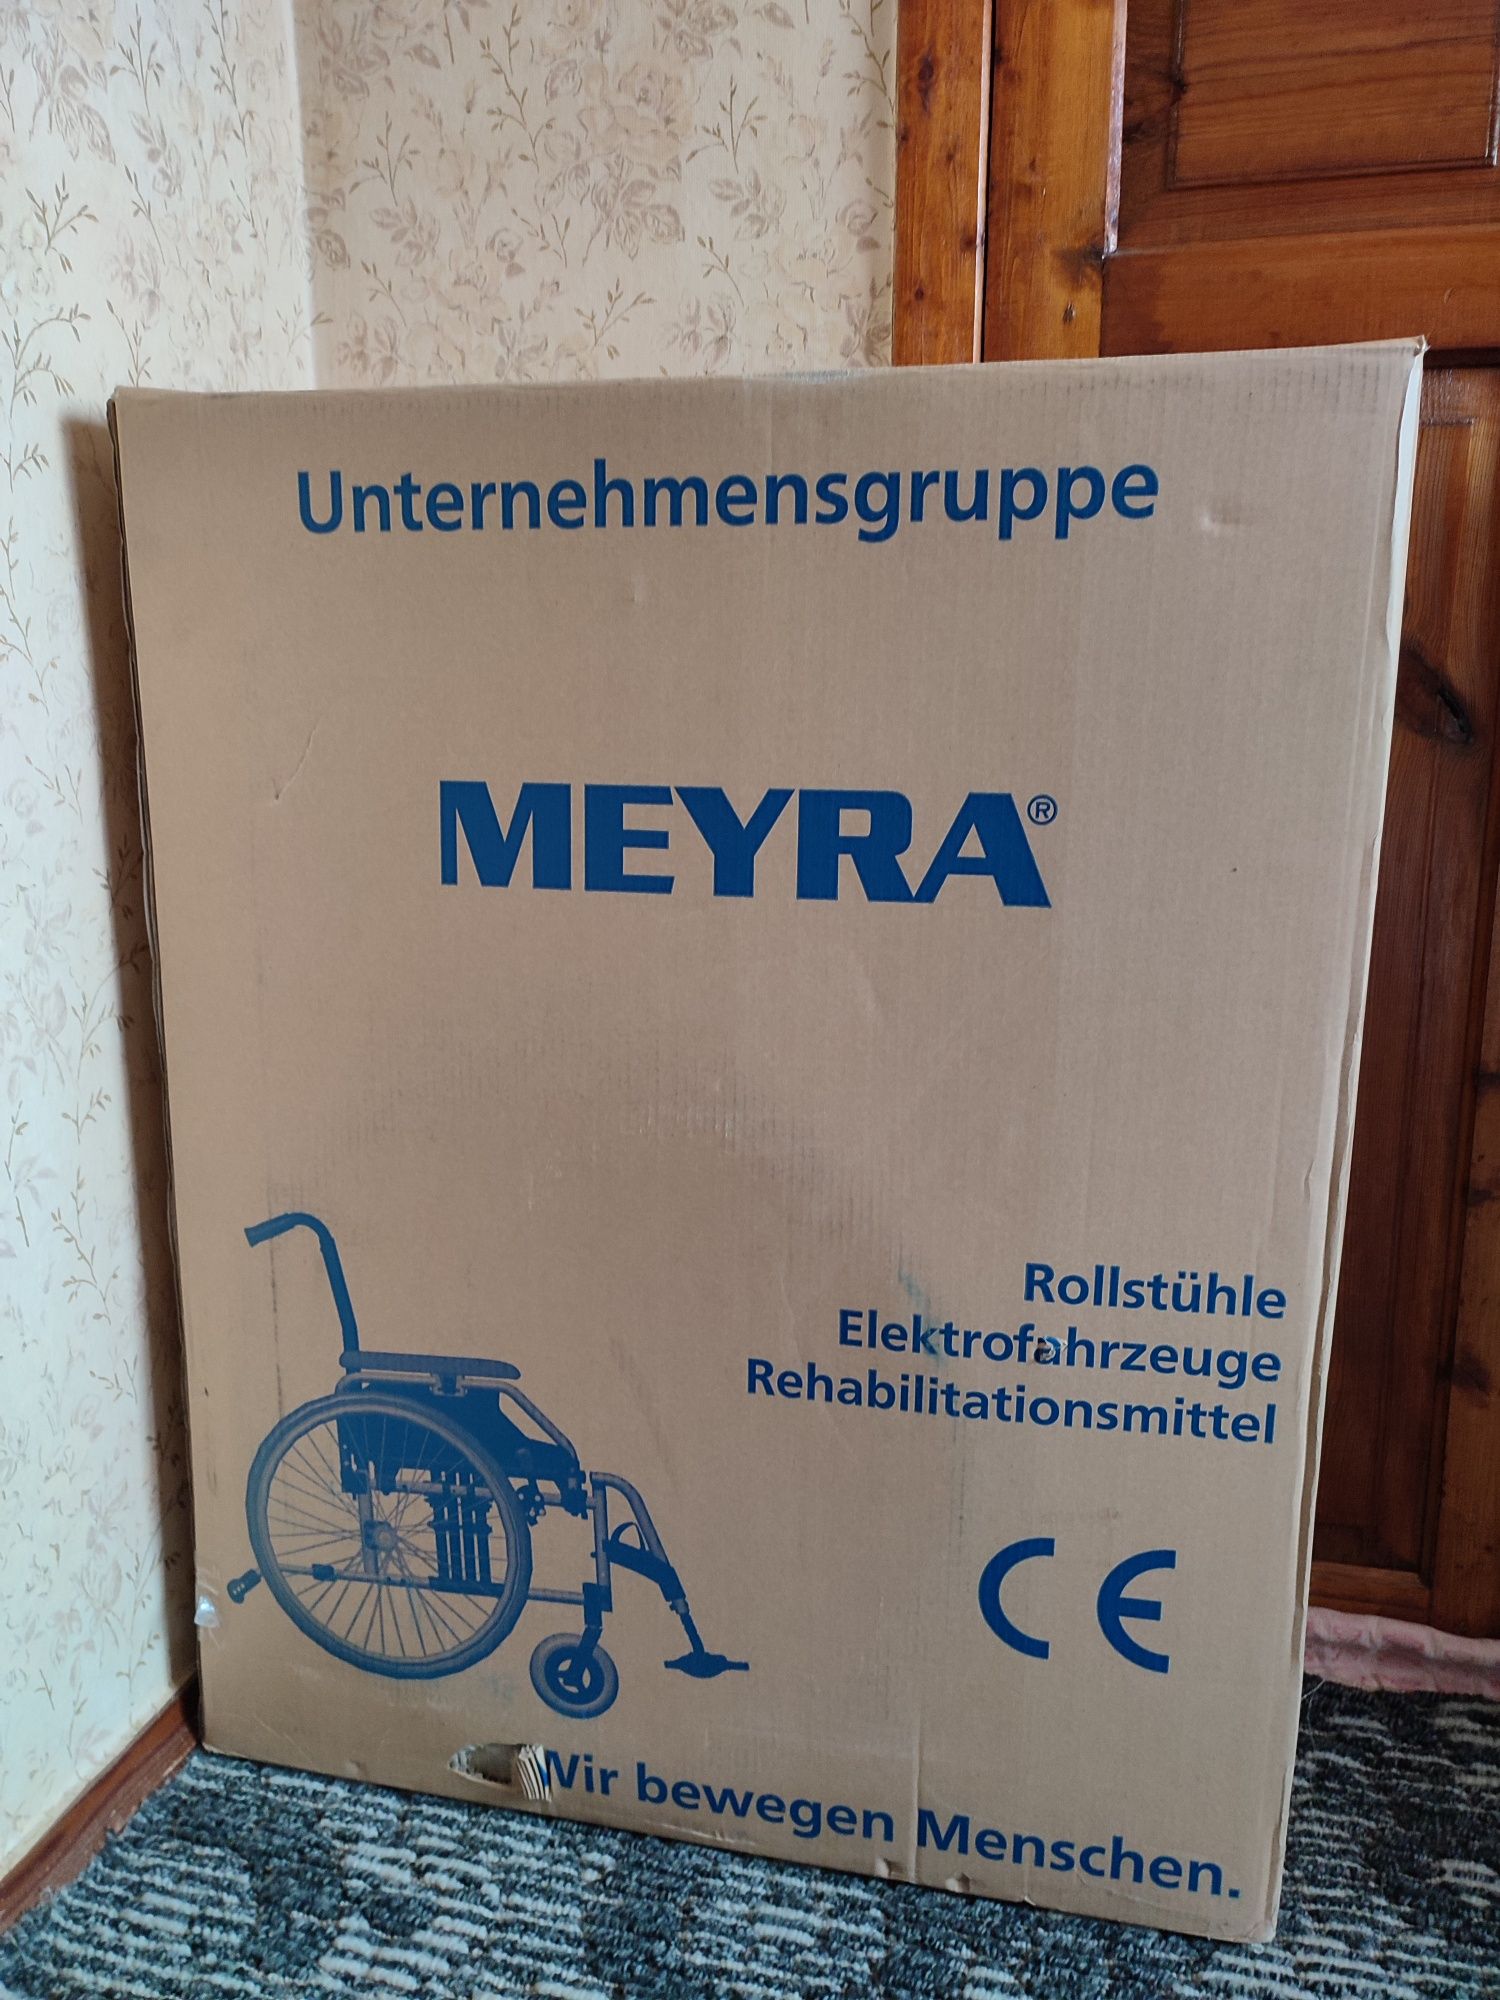 Unternehmensgruppe
MEYRA®
Rollstühle
Elektrofahrzeuge
Rehabilitationsmittel
CE
Wir bewegen Menschen.